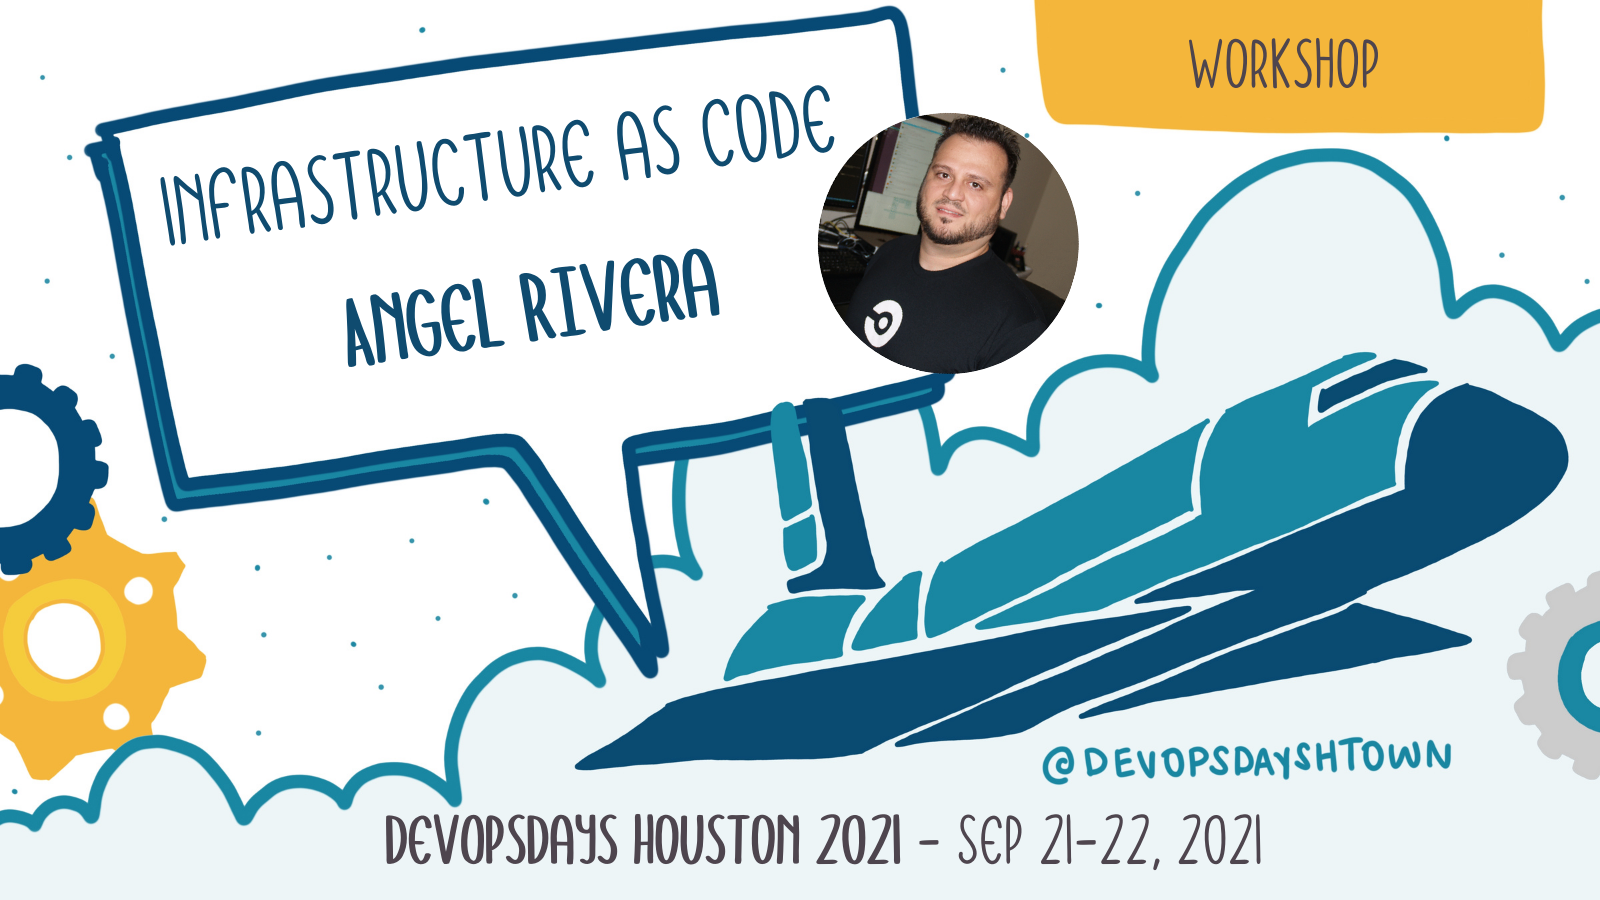 WORKSHOP
INFRASTRUCTURE AS CODE
ANGEL RIVERA
@DEVOPSDAYSHTOWN
DEVOPSDAYS HOUSTON 2021 - SEP 21-22, 2021